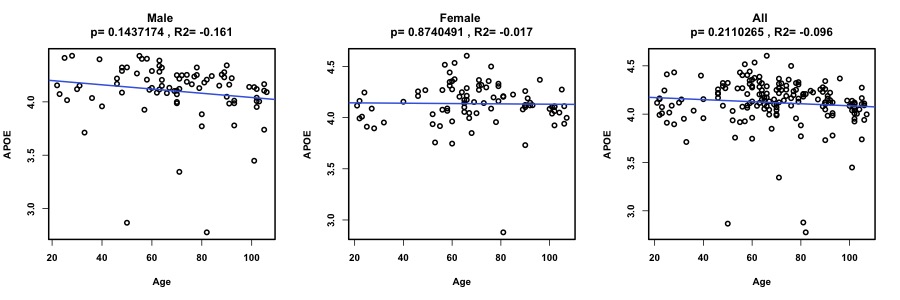 Male
p= 0.1437174 , R2= -0.161
APOE
4.0
3.5
3.0
20 40 60 80 100
Age
Female
p= 0.8740491 , R2= -0.017
APOE
4.5
4.0
3.5
3.0
20 40 60 80 100
Age
All
p= 0.2110265 , R2= -0.096
APOE
4.5
4.0
3.5
3.0
20 40 60 80 100
Age